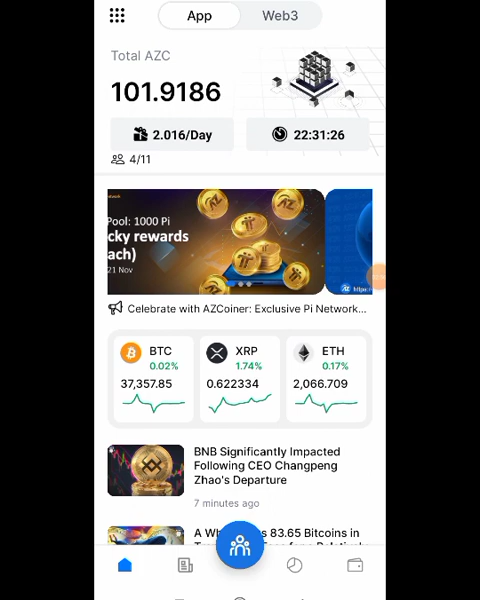 App
Web3
Total AZC
101.9186
2.016/Day
22:31:26
4/11
Pool: 1000 Pi
cky rewards
ach)
21 Nov
https:
Celebrate with AZCoiner: Exclusive Pi Network...
BTC
0.02%
37,357.85
XRP
1.74%
0.622334
ETH
0.17%
2,066.709
BNB Significantly Impacted
Following CEO Changpeng
Zhao's Departure
7 minutes ago
83.65 Bitcoins in